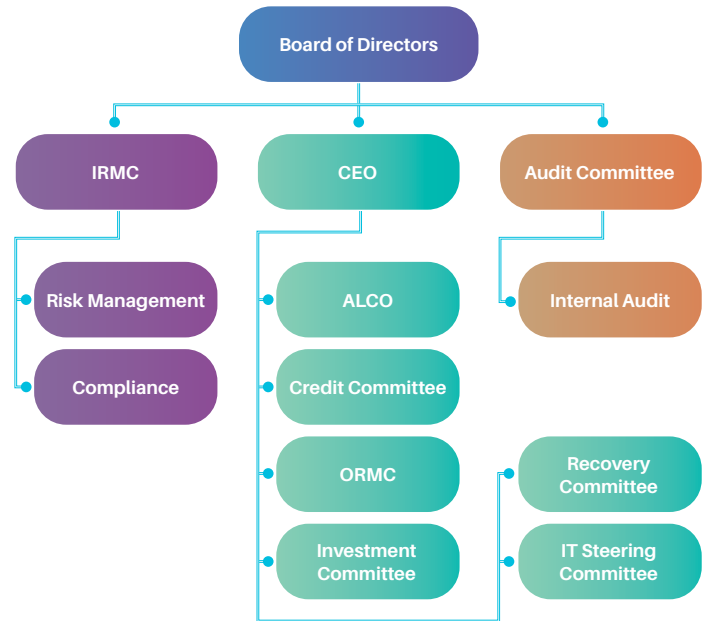 Board of Directors
IRMC
CEO
Audit Committee
Risk Management
ALCO
Internal Audit
Compliance
Credit Committee
ORMC
Recovery
Committee
Investment
Committee
IT Steering
Committee